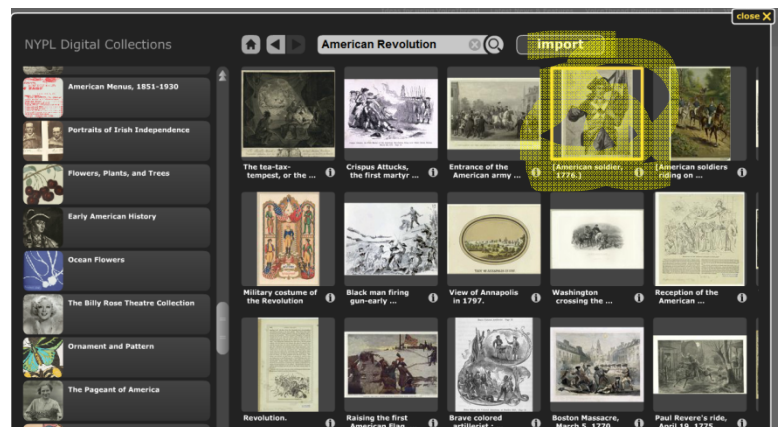 close X
NYPL Digital Collections
American Revolution
Import
American Menus, 1851-1930
Portraits of Irish Independence
Flowers, Plants, and Trees
Early American History
Ocean Flowers
The Billy Rose Theatre Collection
Ornament and Pattern
The Pageant of America
The tea-tax-
tempest, or the ...
Crispus Attucks,
the first martyr ...
Entrance of the
American army ...
[American soldier,
1776.]
[American soldiers
riding on ...
Military costume of
the Revolution
Black man firing
gun-early ...
View of Annapolis
in 1797.
Washington
crossing the ...
Reception of the
American ...
Revolution.
Raising the first
American Flag,
Brave colored
artillerist :
Boston Massacre,
March 5, 1770
Paul Revere's ride,
April 19, 1775